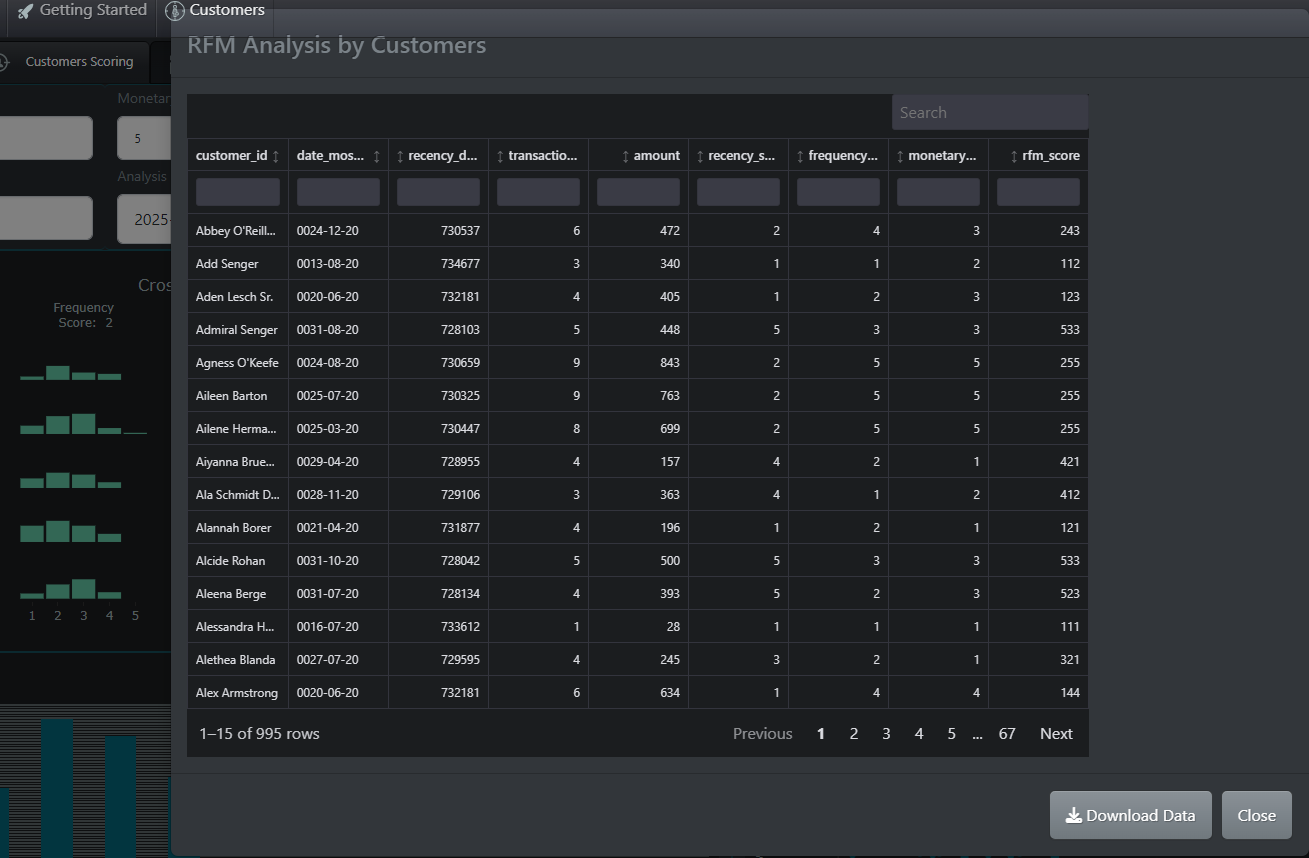 Getting Started
Customers
RFM Analysis by Customers
Customers Scoring
Monetar
5
Analysis
2025-
Cros
Frequency
Score: 2
1 2 3 4 5
Search
customer_id date_mos... recency_d... transactio... amount recency_s... frequency... monetary... rfm_score
Abbey O'Reill... 0024-12-20 730537 6 472 2 4 3 243
Add Senger 0013-08-20 734677 3 340 1 1 2 112
Aden Lesch Sr. 0020-06-20 732181 4 405 1 2 3 123
Admiral Senger 0031-08-20 728103 5 448 5 3 3 533
Agness O'Keefe 0024-08-20 730659 9 843 2 5 5 255
Aileen Barton 0025-07-20 730325 9 763 2 5 5 255
Ailene Herma... 0025-03-20 730447 8 699 2 5 5 255
Aiyanna Brue... 0029-04-20 728955 4 157 4 2 1 421
Ala Schmidt D... 0028-11-20 729106 3 363 4 1 2 412
Alannah Borer 0021-04-20 731877 4 196 1 2 1 121
Alcide Rohan 0031-10-20 728042 5 500 5 3 3 533
Aleena Berge 0031-07-20 728134 4 393 5 2 3 523
Alessandra H... 0016-07-20 733612 1 28 1 1 1 111
Alethea Blanda 0027-07-20 729595 4 245 3 2 1 321
Alex Armstrong 0020-06-20 732181 6 634 1 4 4 144
1–15 of 995 rows
Previous 1 2 3 4 5 ... 67 Next
Download Data
Close